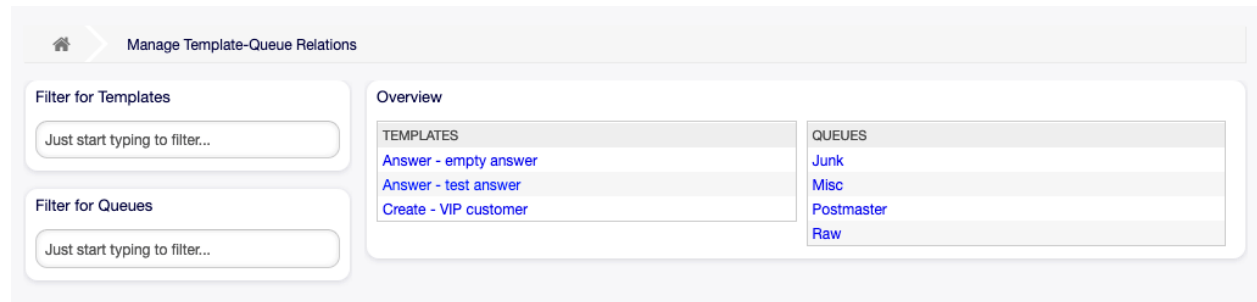 Manage Template-Queue Relations
Filter for Templates
Just start typing to filter...
Filter for Queues
Just start typing to filter...
Overview
TEMPLATES
Answer - empty answer
Answer - test answer
Create - VIP customer
QUEUES
Junk
Misc
Postmaster
Raw